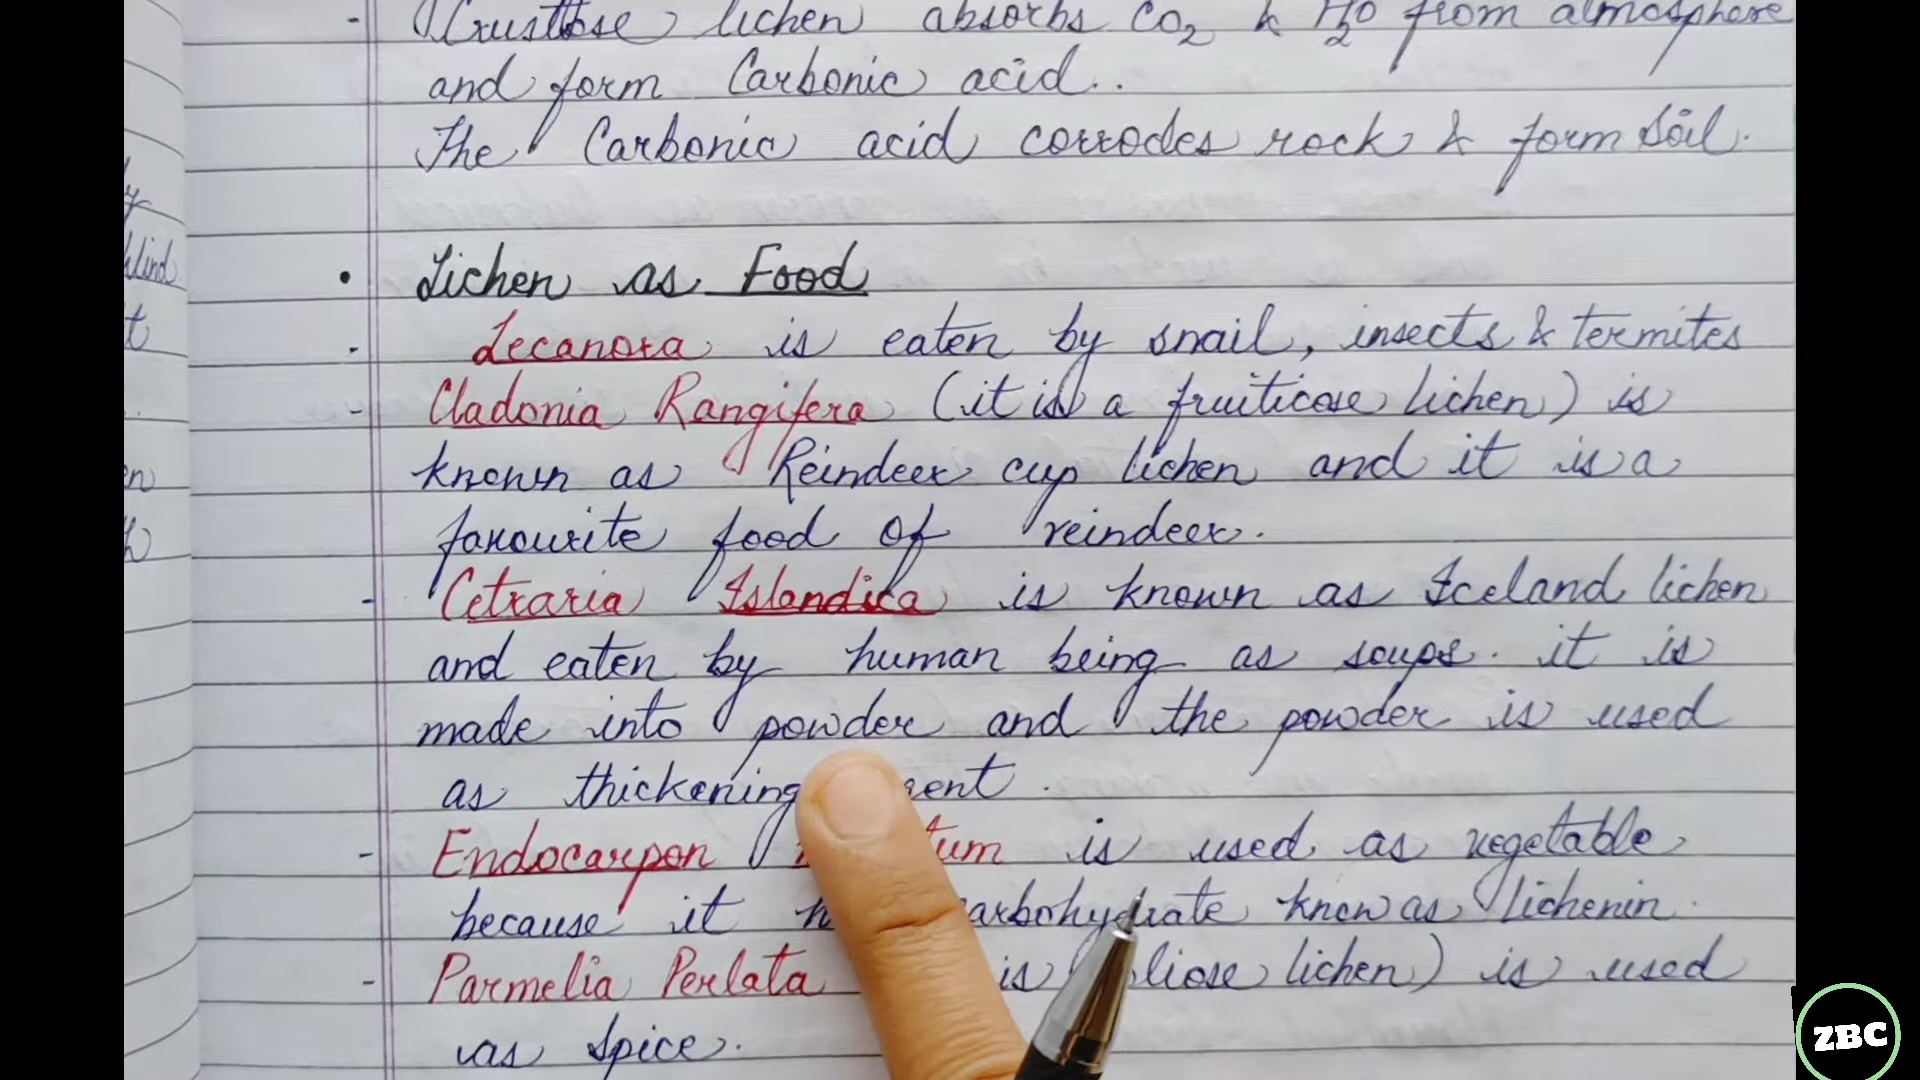 - Crusttose lichen absorbs CO2 & H2O from atmosphere
and form Carbonic acid..
The Carbonic acid corrodes rock & form Soil.
• Lichen as Food
- Lecanora is eaten by snail, insects & termites
- Cladonia Rangifera (it is a fruiticose lichen) is
known as Reindeer cup lichen and it is a
favourite food of reindeer.
- Cetraria Islandica is known as Iceland lichen
and eaten by human being as soups. it is
made into powder and the powder is used
as thickening
- Endocarpon is used as vegetable
because it know as lichenin.
- Parmelia Perlata is lichen) is used
as spice.
ZBC